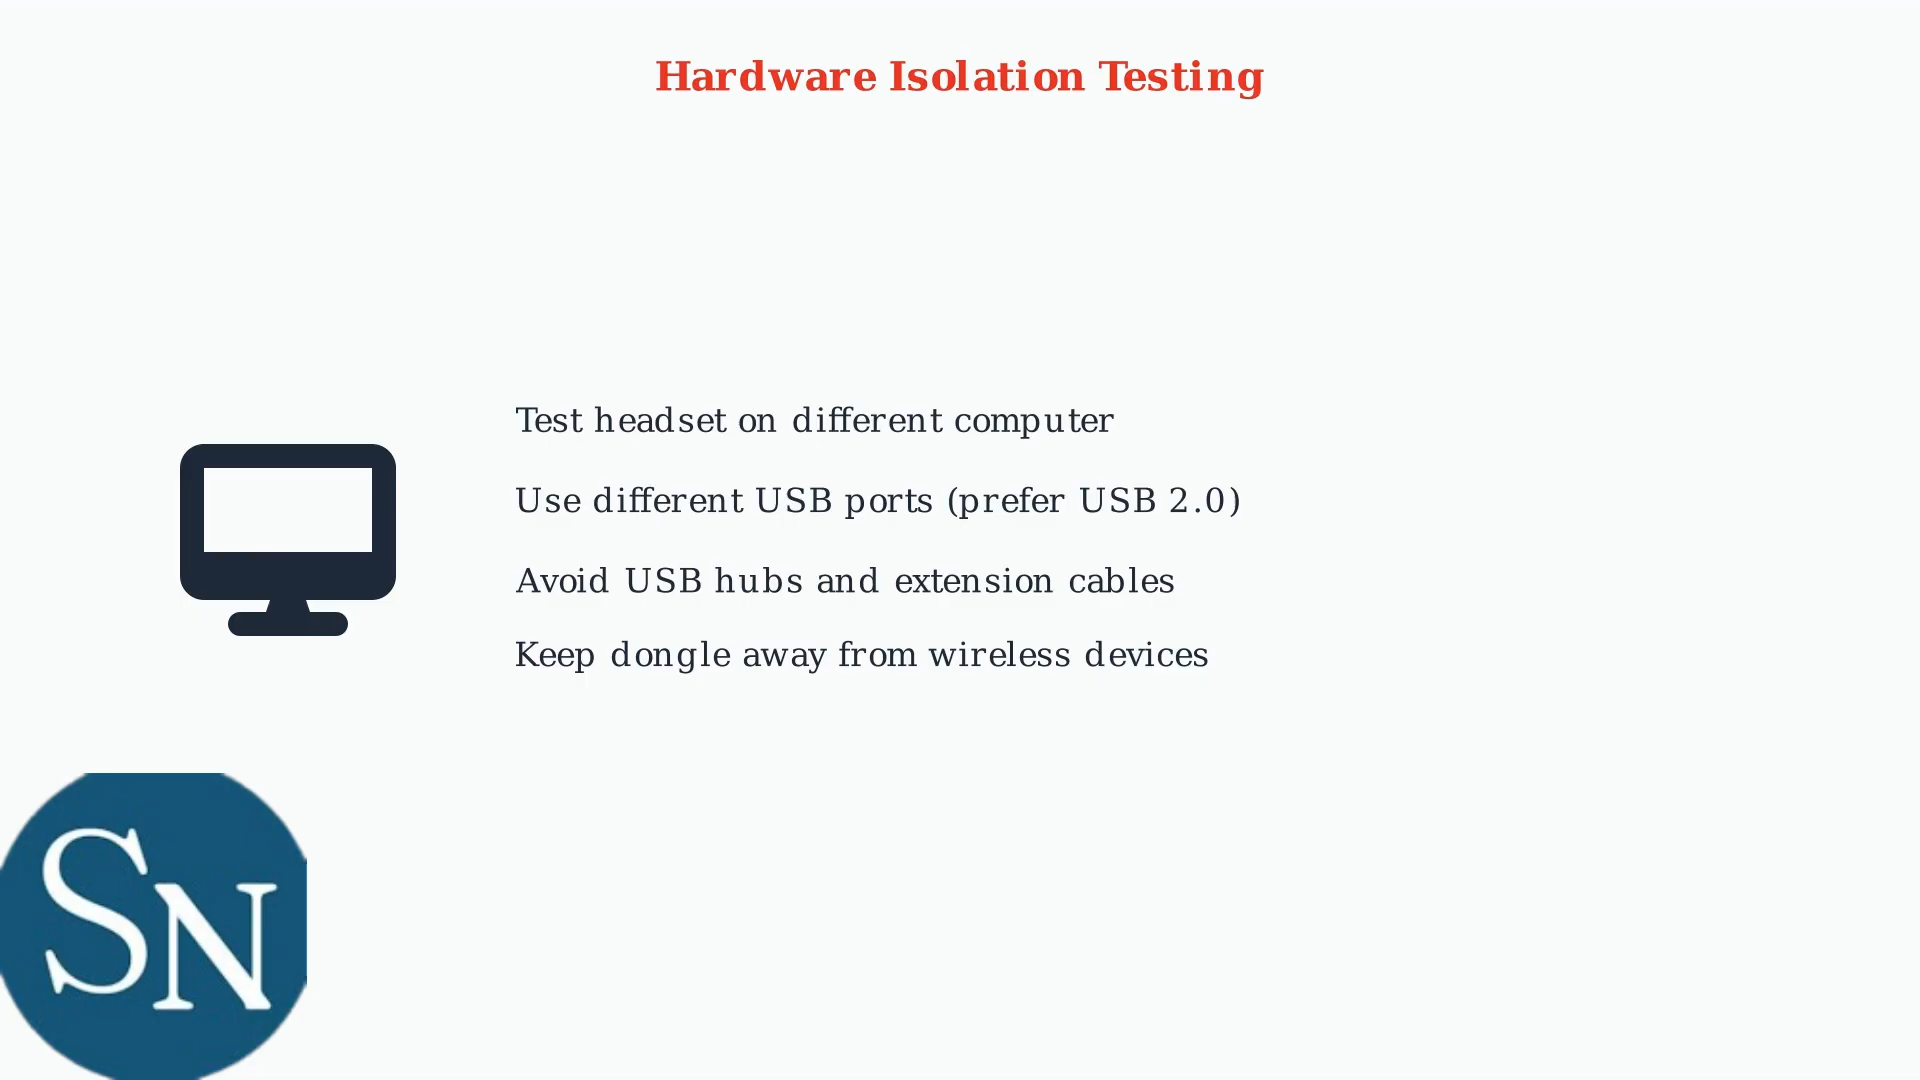 Hardware Isolation Testing
Test headset on different computer
Use different USB ports (prefer USB 2.0)
Avoid USB hubs and extension cables
Keep dongle away from wireless devices
SN